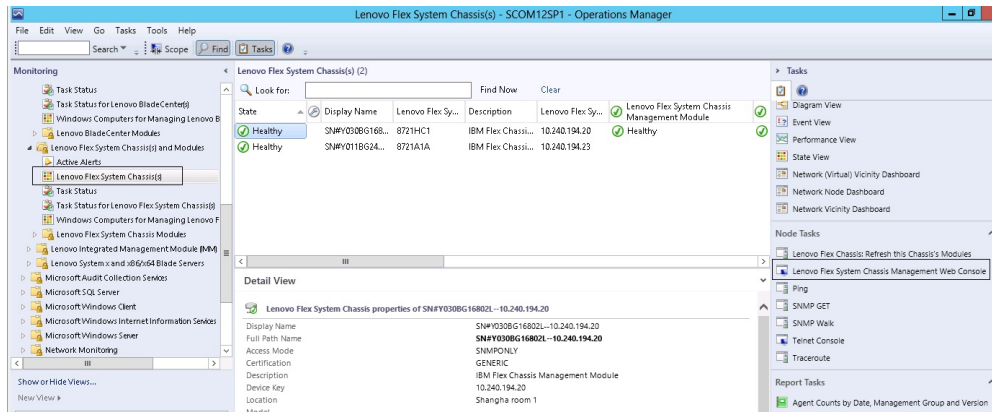 Lenovo Flex System Chassis(s) - SCOM12SP1 - Operations Manager
File Edit View Go Tasks Tools Help
Search Scope Find Tasks
Monitoring
Task Status
Task Status for Lenovo BladeCenter(s)
Windows Computers for Managing Lenovo B
Lenovo BladeCenter Modules
Lenovo Flex System Chassis(s) and Modules
Active Alerts
Lenovo Flex System Chassis(s)
Task Status
Task Status for Lenovo Flex System Chassis(s)
Windows Computers for Managing Lenovo F
Lenovo Flex System Chassis Modules
Lenovo Integrated Management Module (IMM)
Lenovo System x and x86/x64 Blade Servers
Microsoft Audit Collection Services
Microsoft SQL Server
Microsoft Windows Client
Microsoft Windows Internet Information Services
Microsoft Windows Server
Network Monitoring
Show or Hide Views...
New View
Lenovo Flex System Chassis(s) (2)
Look for: Find Now Clear
State Display Name Lenovo Flex Sy... Description Lenovo Flex Sy... Lenovo Flex System Chassis Management Module
Healthy SN#Y030BG168... 8721HC1 IBM Flex Chassi... 10.240.194.20 Healthy
Healthy SN#Y011BG24... 8721A1A IBM Flex Chassi... 10.240.194.23
Detail View
Lenovo Flex System Chassis properties of SN#Y030BG16802L--10.240.194.20
Display Name SN#Y030BG16802L--10.240.194.20
Full Path Name SN#Y030BG16802L--10.240.194.20
Access Mode SNMPONLY
Certification GENERIC
Description IBM Flex Chassis Management Module
Device Key 10.240.194.20
Location Shangha room 1
Model
Tasks
Diagram View
Event View
Performance View
State View
Network (Virtual) Vicinity Dashboard
Network Node Dashboard
Network Vicinity Dashboard
Node Tasks
Lenovo Flex Chassis: Refresh this Chassis's Modules
Lenovo Flex System Chassis Management Web Console
Ping
SNMP GET
SNMP Walk
Telnet Console
Traceroute
Report Tasks
Agent Counts by Date, Management Group and Version